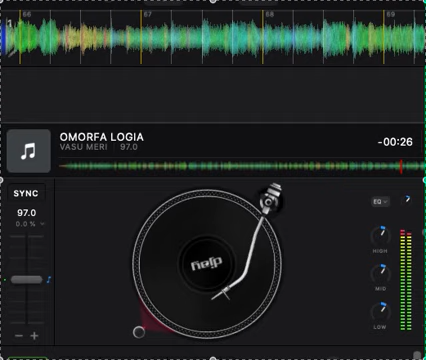 66 67 68 69
OMORFA LOGIA
VASU MERI 97.0
-00:26
SYNC
97.0
0.0 %
EQ
HIGH
MID
LOW
djay